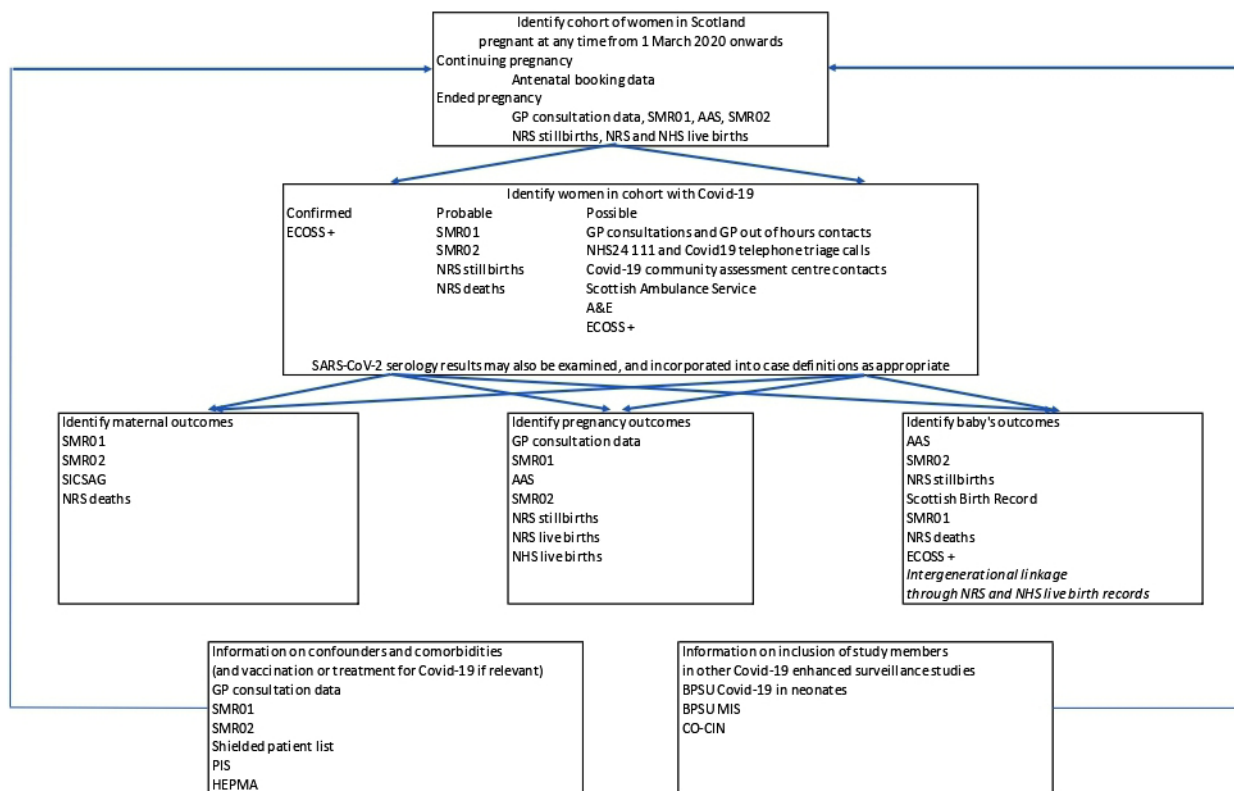 Identify cohort of women in Scotland
pregnant at any time from 1 March 2020 onwards
Continuing pregnancy
Antenatal booking data
Ended pregnancy
GP consultation data, SMR01, AAS, SMR02
NRS stillbirths, NRS and NHS live births
Identify women in cohort with Covid-19
Confirmed
ECOSS +
Probable
SMR01
SMR02
NRS stillbirths
NRS deaths
Possible
GP consultations and GP out of hours contacts
NHS24 111 and Covid19 telephone triage calls
Covid-19 community assessment centre contacts
Scottish Ambulance Service
A&E
ECOSS +
SARS-CoV-2 serology results may also be examined, and incorporated into case definitions as appropriate
Identify maternal outcomes
SMR01
SMR02
SICSAG
NRS deaths
Identify pregnancy outcomes
GP consultation data
SMR01
AAS
SMR02
NRS stillbirths
NRS live births
NHS live births
Identify baby's outcomes
AAS
SMR02
NRS stillbirths
Scottish Birth Record
SMR01
NRS deaths
ECOSS +
Intergenerational linkage
through NRS and NHS live birth records
Information on confounders and comorbidities
(and vaccination or treatment for Covid-19 if relevant)
GP consultation data
SMR01
SMR02
Shielded patient list
PIS
HEPMA
Information on inclusion of study members
in other Covid-19 enhanced surveillance studies
BPSU Covid-19 in neonates
BPSU MIS
CO-CIN